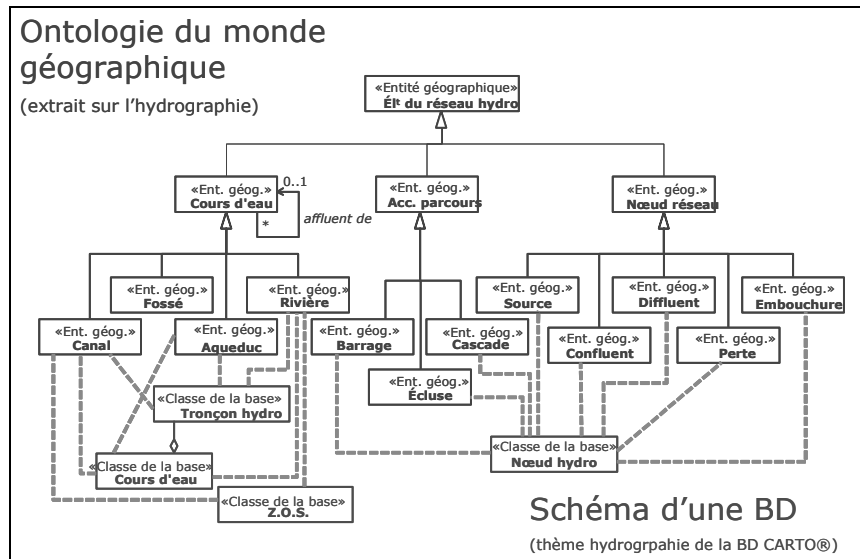 Ontologie du monde
géographique
(extrait sur l'hydrographie)
«Entité géographique»
Élt du réseau hydro
«Ent. géog.»
Cours d'eau
0..1
*
affluent de
«Ent. géog.»
Acc. parcours
«Ent. géog.»
Nœud réseau
«Ent. géog.»
Fossé
«Ent. géog.»
Rivière
«Ent. géog.»
Source
«Ent. géog.»
Diffluent
«Ent. géog.»
Embouchure
«Ent. géog.»
Canal
«Ent. géog.»
Aqueduc
«Ent. géog.»
Barrage
«Ent. géog.»
Cascade
«Ent. géog.»
Confluent
«Ent. géog.»
Perte
«Ent. géog.»
Écluse
«Classe de la base»
Tronçon hydro
«Classe de la base»
Cours d'eau
«Classe de la base»
Nœud hydro
«Classe de la base»
Z.O.S.
Schéma d'une BD
(thème hydrogrpahie de la BD CARTO®)